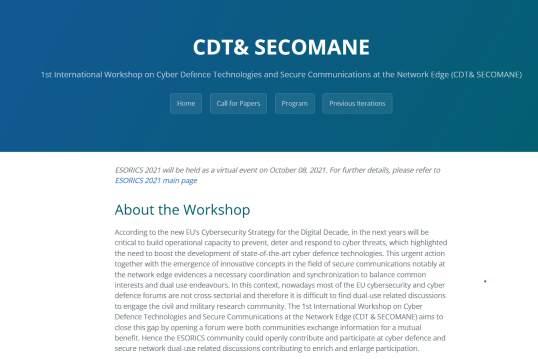 CDT& SECOMANE
1st International Workshop on Cyber Defence Technologies and Secure Communications at the Network Edge (CDT& SECOMANE)
Home
Call for Papers
Program
Previous Iterations
ESORICS 2021 will be held as a virtual event on October 08, 2021. For further details, please refer to
ESORICS 2021 main page
About the Workshop
According to the new EU's Cybersecurity Strategy for the Digital Decade, in the next years will be
critical to build operational capacity to prevent, deter and respond to cyber threats, which highlighted
the need to boost the development of state-of-the-art cyber defence technologies. This urgent action
together with the emergence of innovative concepts in the field of secure communications notably at
the network edge evidences a necessary coordination and synchronization to balance common
interests and dual use endeavours. In this context, nowadays most of the EU cybersecurity and cyber
defence forums are not cross-sectorial and therefore it is difficult to find dual-use related discussions
to engage the civil and military research community. The 1st International Workshop on Cyber
Defence Technologies and Secure Communications at the Network Edge (CDT & SECOMANE) aims to
close this gap by opening a forum were both communities exchange information for a mutual
benefit. Hence the ESORICS community could openly contribute and participate at cyber defence and
secure network dual-use related discussions contributing to enrich and enlarge participation.